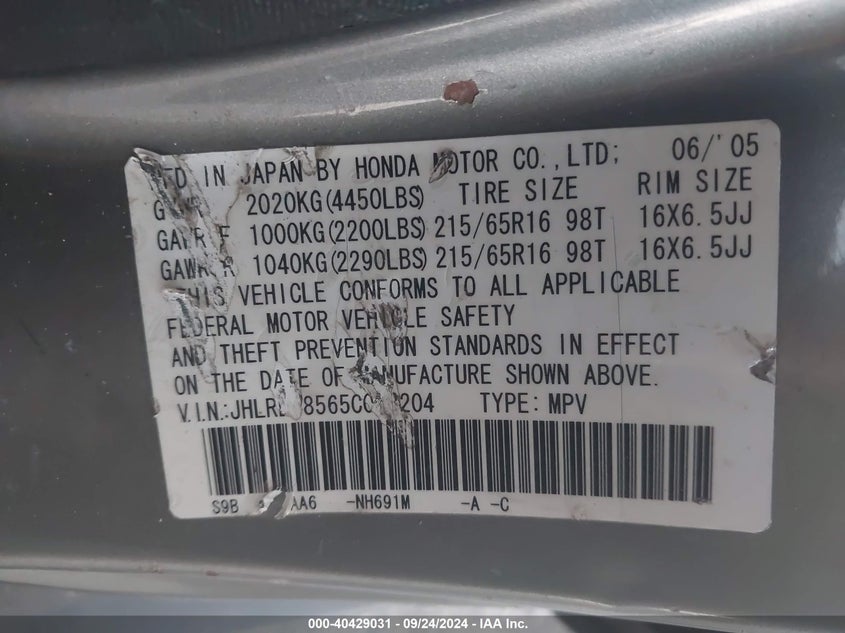 IN JAPAN BY HONDA MOTOR CO.,LTD; 06/'05
2020KG(4450LBS) TIRE SIZE RIM SIZE
1000KG(2200LBS) 215/65R16 98T 16X6.5JJ
1040KG(2290LBS) 215/65R16 98T 16X6.5JJ
THIS VEHICLE CONFORMS TO ALL APPLICABLE
FEDERAL MOTOR VEHICLE SAFETY
AND THEFT PREVENTION STANDARDS IN EFFECT
ON THE DATE OF MANUFACTURE SHOWN ABOVE.
V.I.N.: TYPE: MPV
S9B AA6 -NH691M -A -C
000-40429031 - 09/24/2024 - IAA Inc.